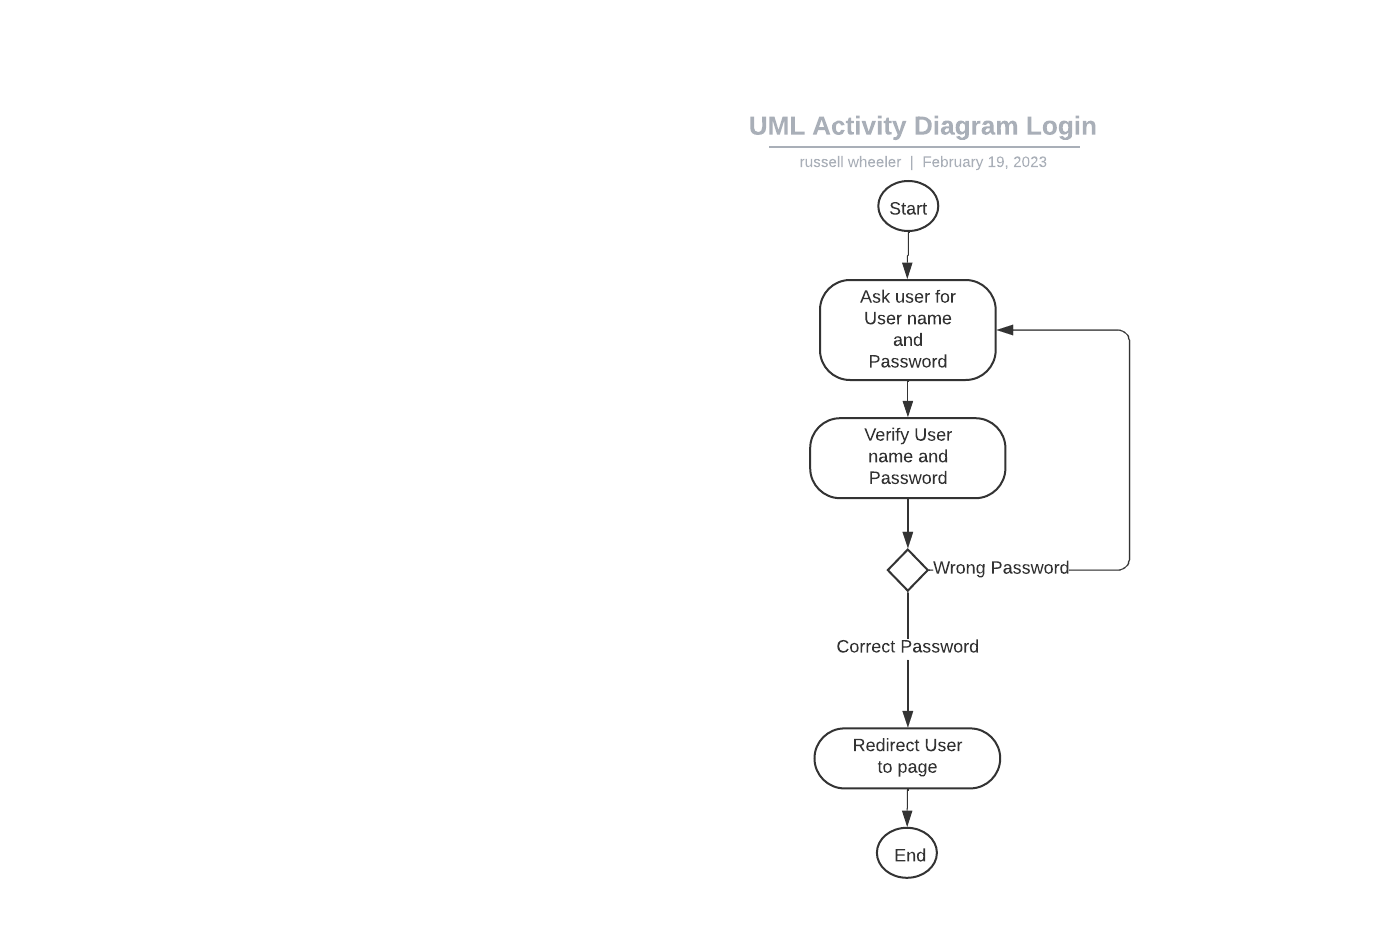 UML Activity Diagram Login
russell wheeler | February 19, 2023
Start
Ask user for
User name
and
Password
Verify User
name and
Password
Wrong Password
Correct Password
Redirect User
to page
End